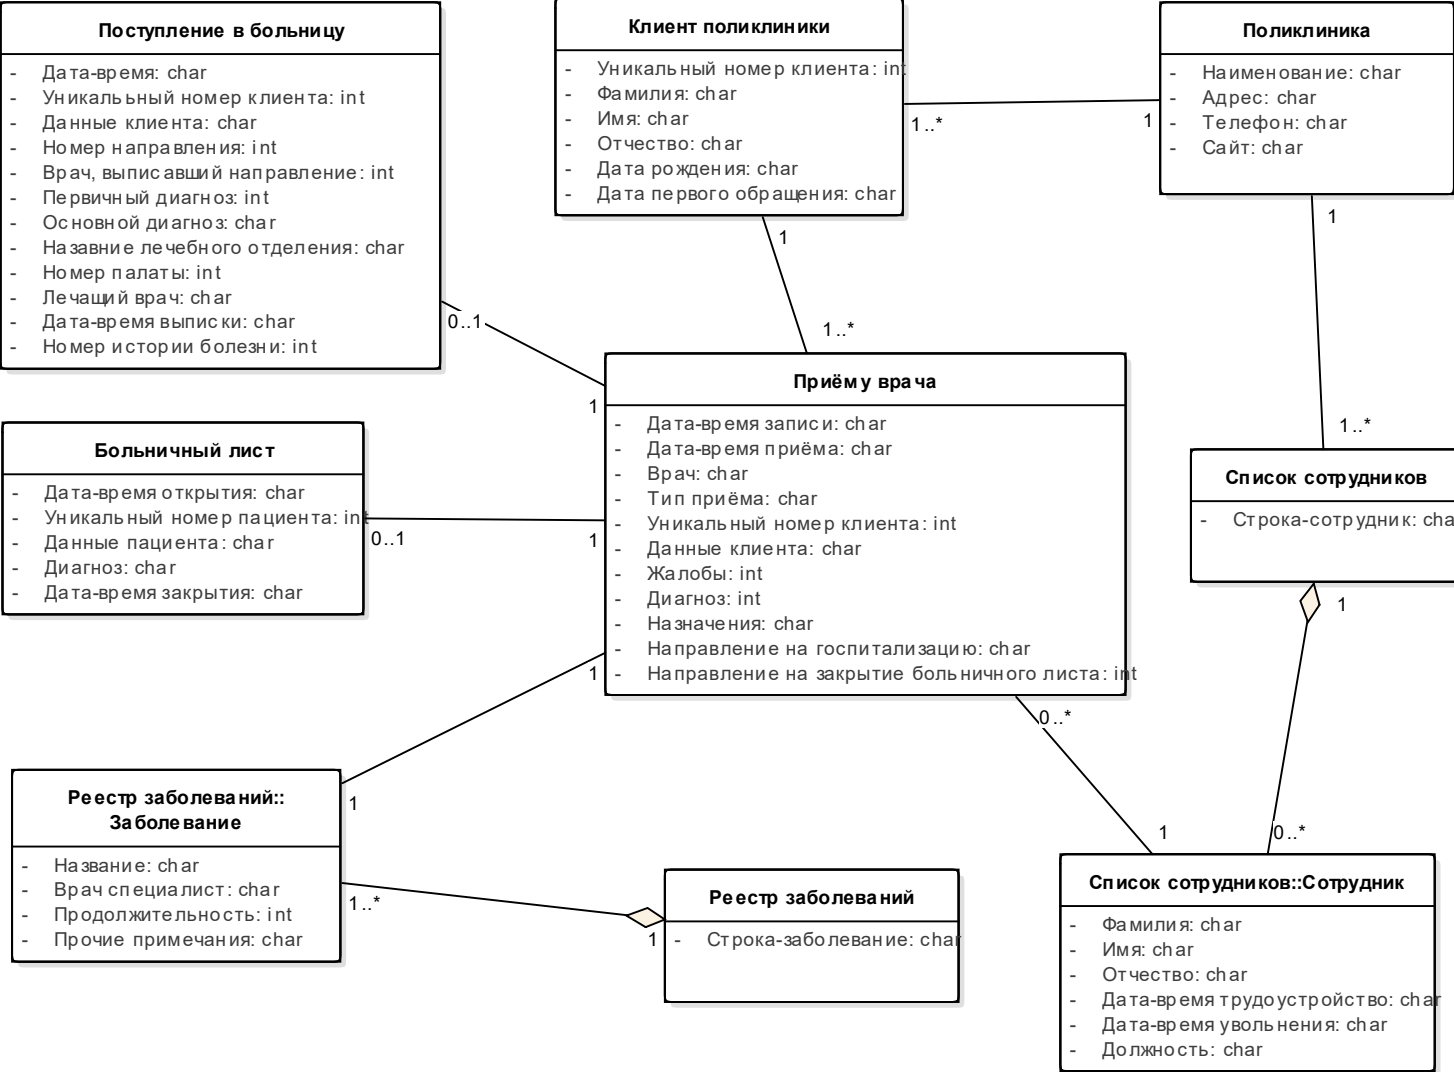 Поступление в больницу
- Дата-время: char
- Уникалььный номер клиента: int
- Данные клиента: char
- Номер направления: int
- Врач, выписавший направление: int
- Первичный диагноз: int
- Основной диагноз: char
- Назавние лечебного отделения: char
- Номер палаты: int
- Лечащий врач: char
- Дата-время выписки: char
- Номер истории болезни: int
0..1
1
Клиент поликлиники
- Уникальный номер клиента: int
- Фамилия: char
- Имя: char
- Отчество: char
- Дата рождения: char
- Дата первого обращения: char
1..*
1
Поликлиника
- Наименование: char
- Адрес: char
- Телефон: char
- Сайт: char
1
1..*
1
1..*
Больничный лист
- Дата-время открытия: char
- Уникальный номер пациента: int
- Данные пациента: char
- Диагноз: char
- Дата-время закрытия: char
0..1
1
Приём у врача
- Дата-время записи: char
- Дата-время приёма: char
- Врач: char
- Тип приёма: char
- Уникальный номер клиента: int
- Данные клиента: char
- Жалобы: int
- Диагноз: int
- Назначения: char
- Направление на госпитализацию: char
- Направление на закрытие больничного листа: int
Список сотрудников
- Строка-сотрудник: cha
1
0..*
1
1
0..*
1
Реестр заболеваний::
Заболевание
- Название: char
- Врач специалист: char
- Продолжительность: int
- Прочие примечания: char
1..*
1
Реестр заболеваний
- Строка-заболевание: char
Список сотрудников::Сотрудник
- Фамилия: char
- Имя: char
- Отчество: char
- Дата-время трудоустройство: char
- Дата-время увольнения: char
- Должность: char